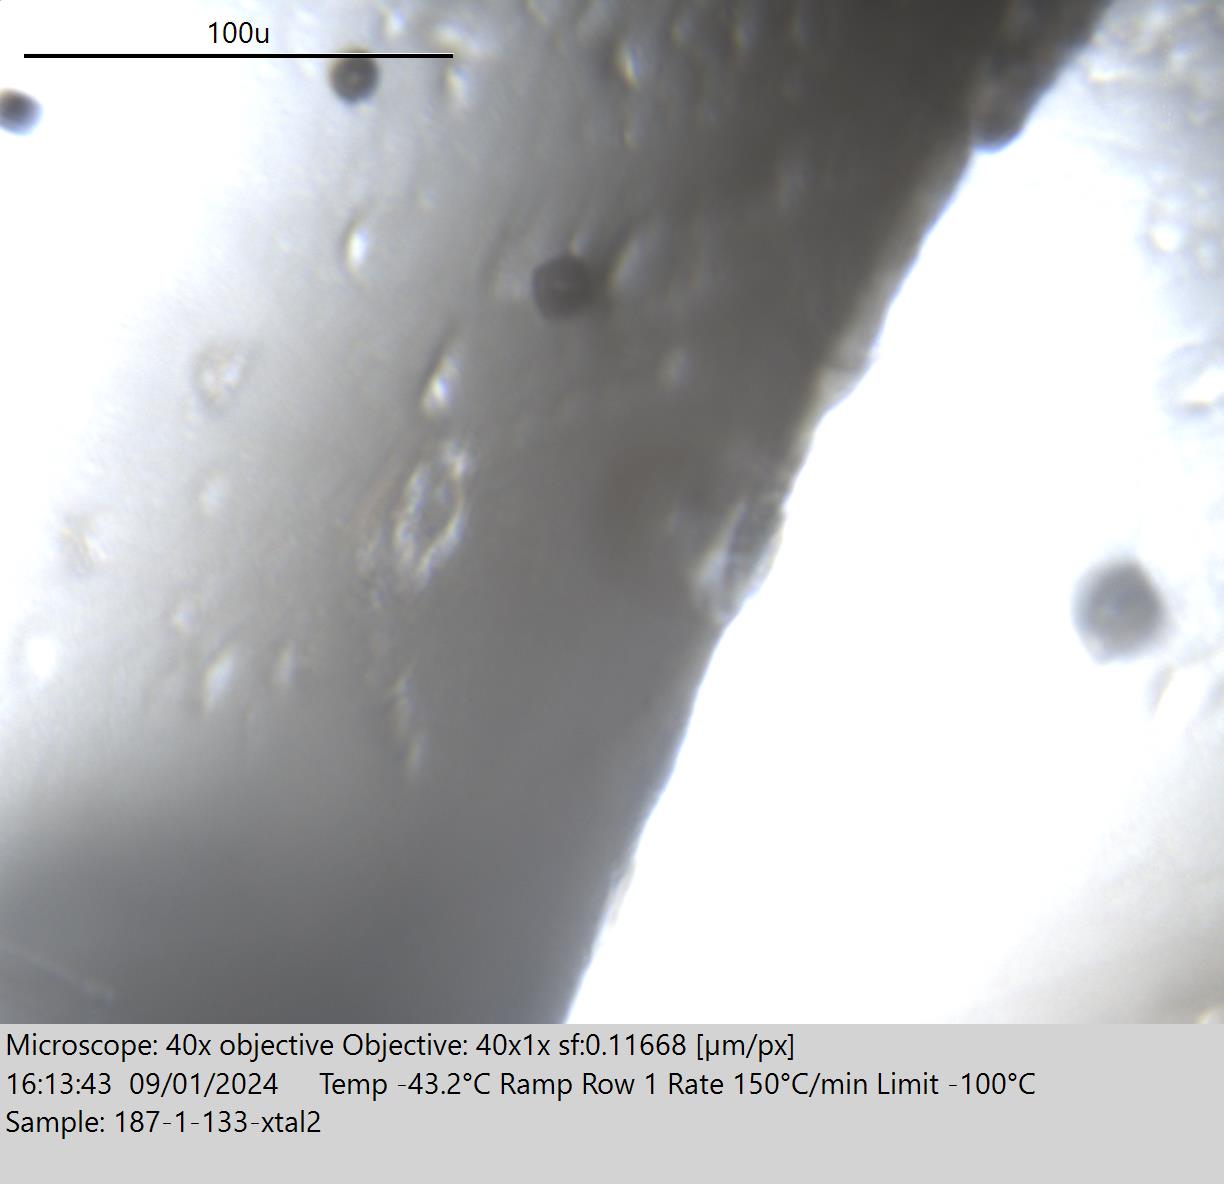 100u
Microscope: 40x objective Objective: 40x1x sf:0.11668 [µm/px]
16:13:43 09/01/2024 Temp -43.2°C Ramp Row 1 Rate 150°C/min Limit -100°C
Sample: 187-1-133-xtal2